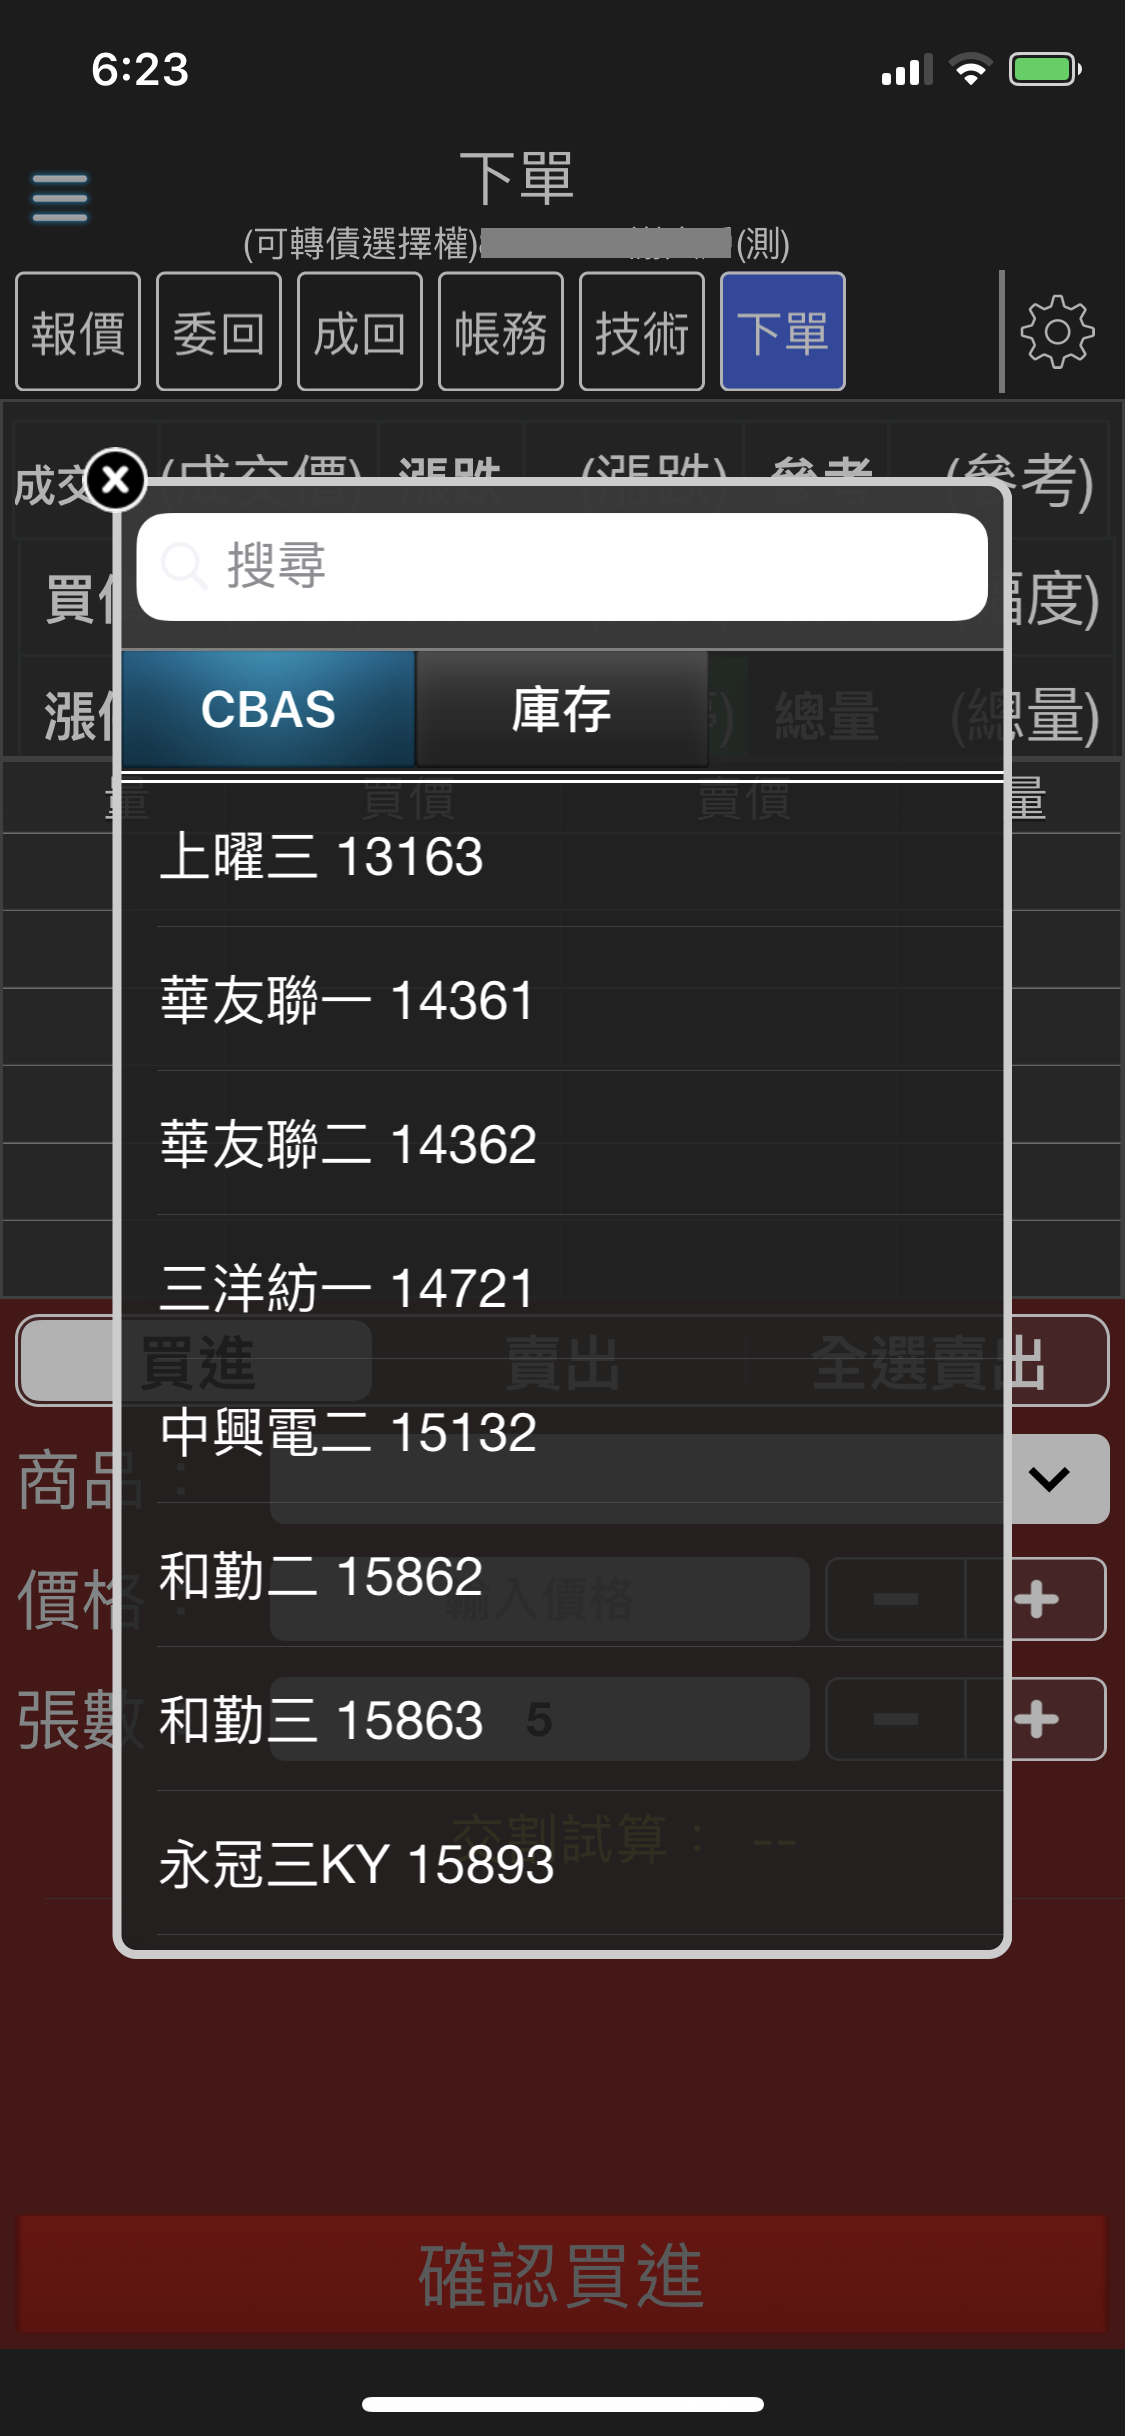 6:23
下單
(可轉債選擇權) (測)
報價 委回 成回 帳務 技術 下單
成交 (成交價) 漲跌 (漲跌) 參考 (參考)
搜尋
買 幅度)
CBAS 庫存
漲 總量 (總量)
量 買價 賣價 量
上曜三 13163
華友聯一 14361
華友聯二 14362
三洋紡一 14721
買進 賣出 全選賣出
中興電二 15132
商品：
和勤二 15862
價格： 輸入價格
和勤三 15863
張數 5
交割試算： --
永冠三KY 15893
確認買進